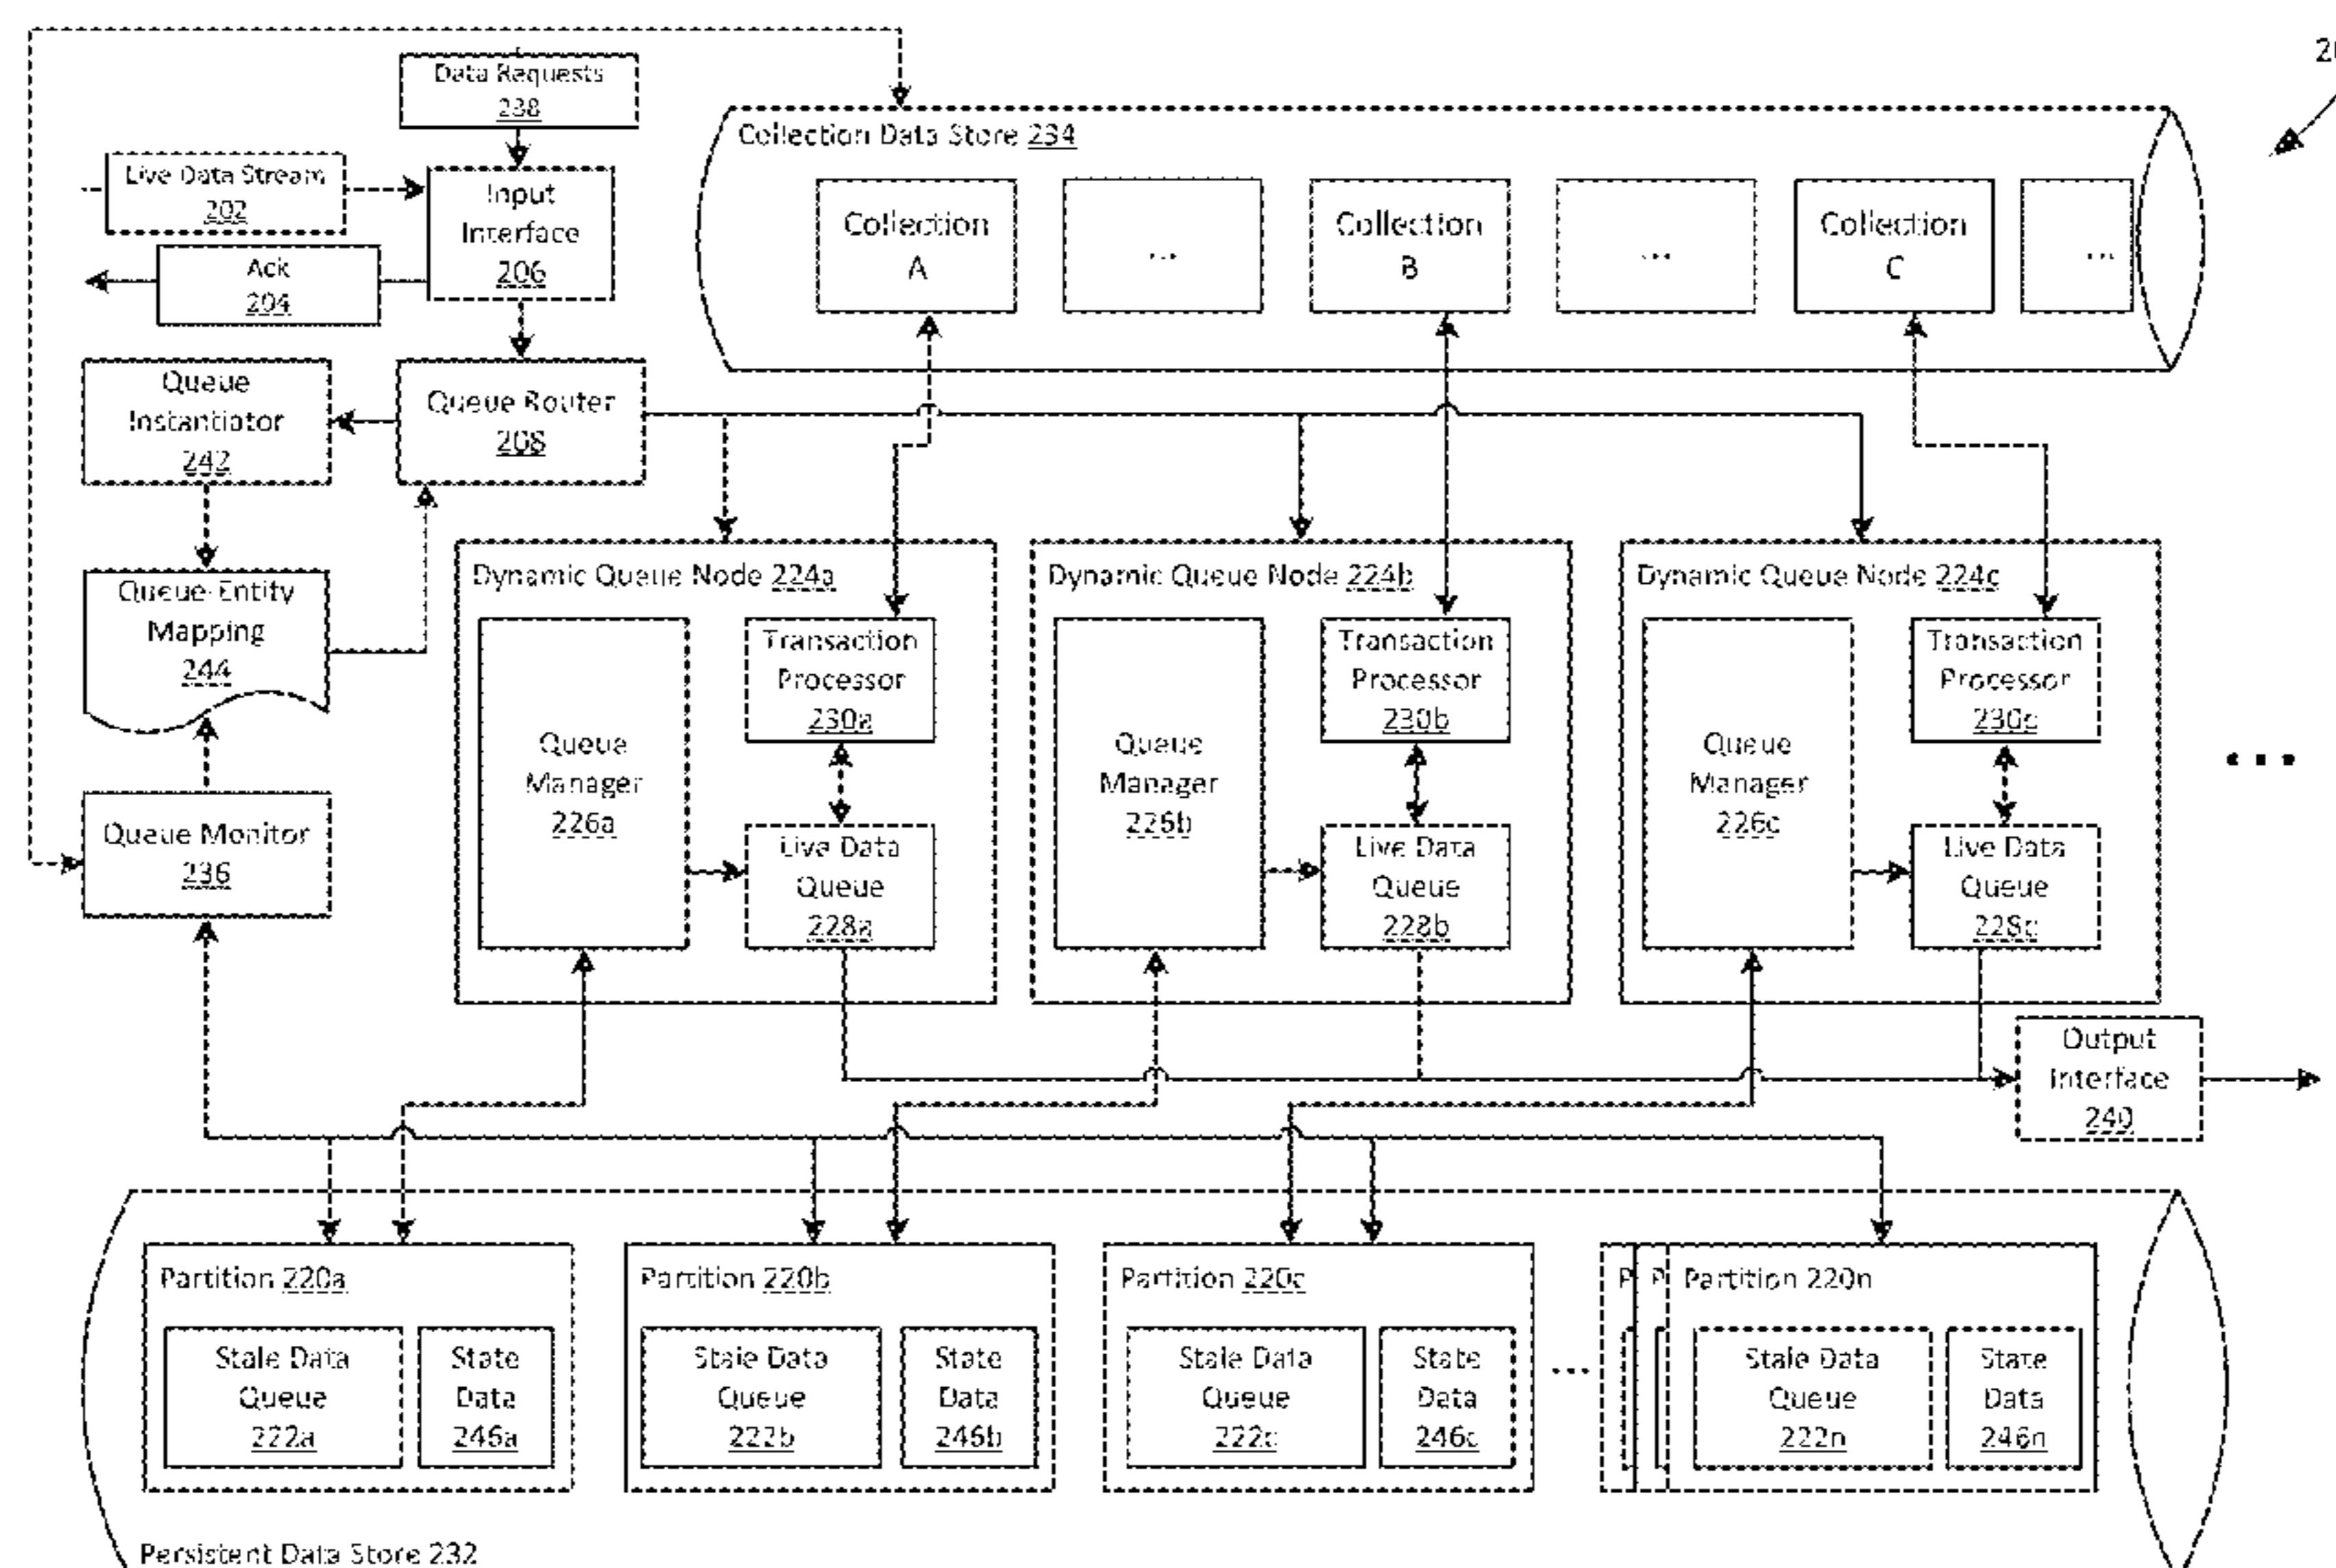 Data Requests
238
Live Data Stream
202
Ack
204
Input
Interface
206
Queue
Instantiator
242
Queue Router
208
Queue-Entity
Mapping
244
Queue Monitor
236
Collection Data Store 234
Collection
A
...
Collection
B
...
Collection
C
...
Dynamic Queue Node 224a
Queue
Manager
226a
Transaction
Processor
230a
Live Data
Queue
228a
Dynamic Queue Node 224b
Queue
Manager
226b
Transaction
Processor
230b
Live Data
Queue
228b
Dynamic Queue Node 224c
Queue
Manager
226c
Transaction
Processor
230c
Live Data
Queue
228c
...
Output
Interface
240
Partition 220a
Stale Data
Queue
222a
State
Data
246a
Partition 220b
Stale Data
Queue
222b
State
Data
246b
Partition 220c
Stale Data
Queue
222c
State
Data
246c
...
P
P
Partition 220n
Stale Data
Queue
222n
State
Data
246n
Persistent Data Store 232